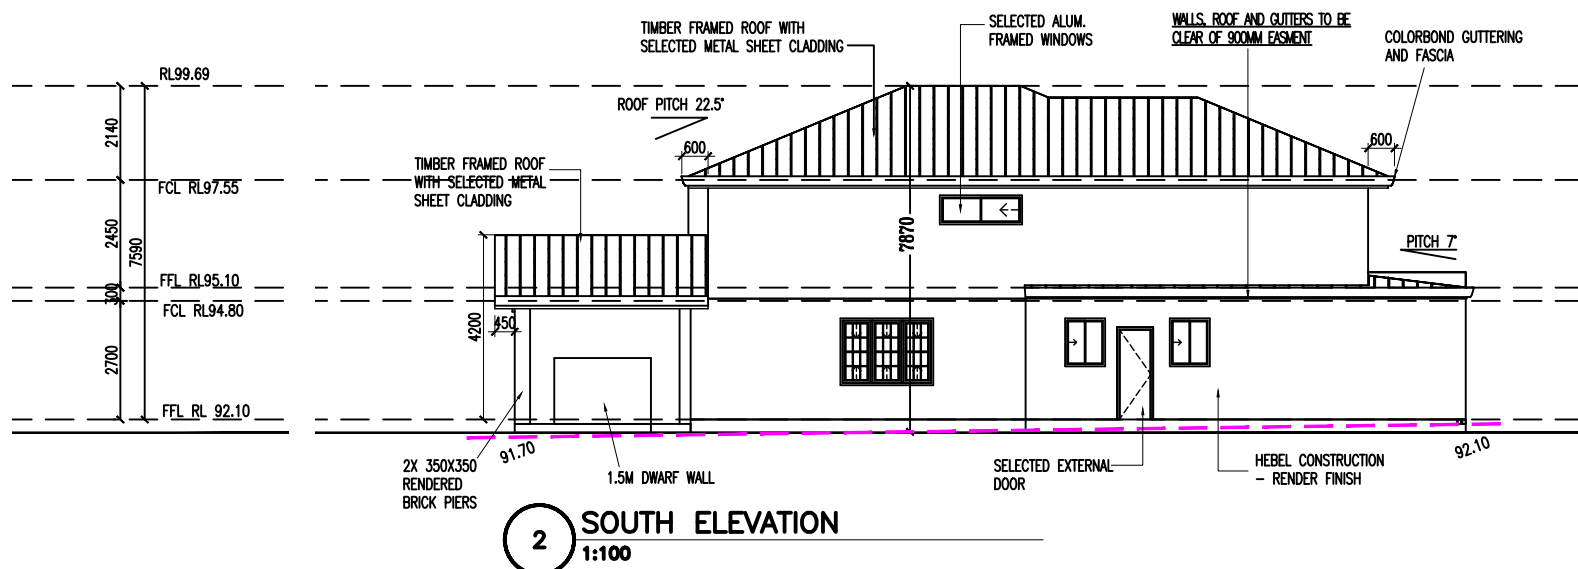 TIMBER FRAMED ROOF WITH
SELECTED METAL SHEET CLADDING
SELECTED ALUM.
FRAMED WINDOWS
WALLS, ROOF AND GUTTERS TO BE
CLEAR OF 900MM EASMENT
COLORBOND GUTTERING
AND FASCIA
RL99.69
ROOF PITCH 22.5°
2140
600
600
TIMBER FRAMED ROOF
WITH SELECTED METAL
SHEET CLADDING
FCL RL97.55
2450
7590
7870
PITCH 7°
FFL RL95.10
300
FCL RL94.80
4200
450
2700
FFL RL 92.10
91.70
92.10
2X 350X350
RENDERED
BRICK PIERS
1.5M DWARF WALL
SELECTED EXTERNAL
DOOR
HEBEL CONSTRUCTION
- RENDER FINISH
2
SOUTH ELEVATION
1:100